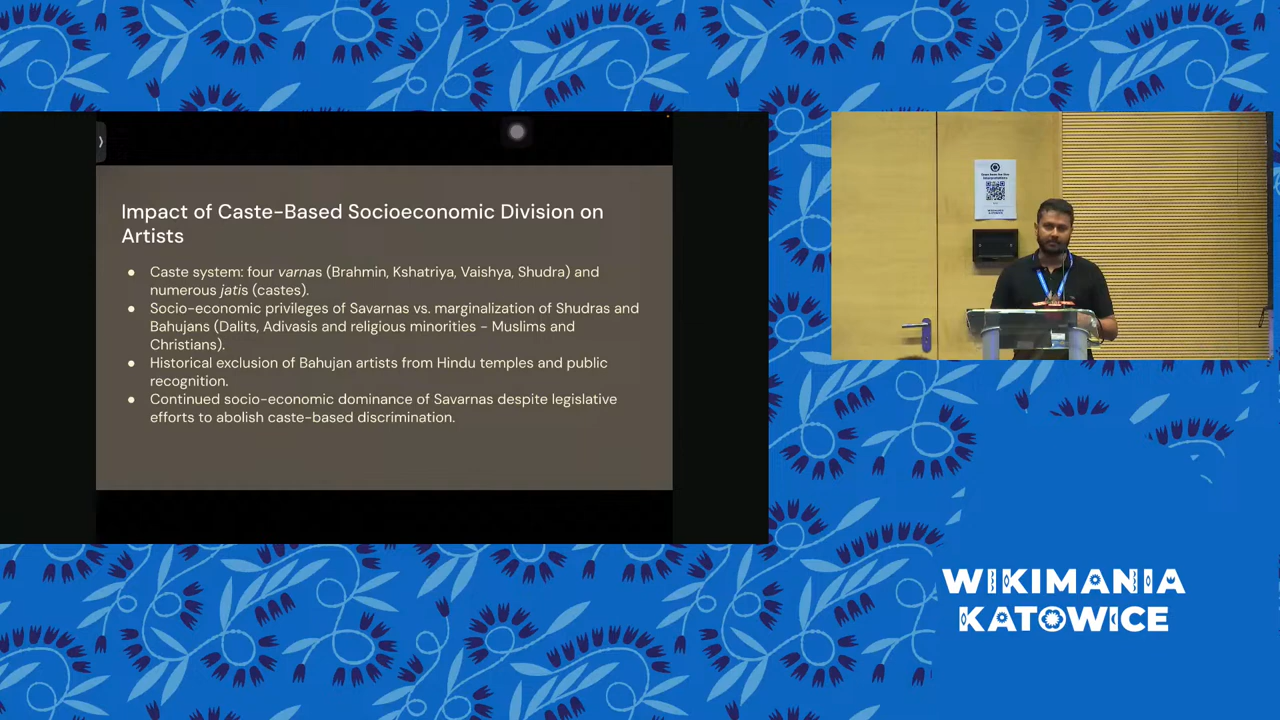 Impact of Caste-Based Socioeconomic Division on
Artists
● Caste system: four varnas (Brahmin, Kshatriya, Vaishya, Shudra) and
numerous jatis (castes).
● Socio-economic privileges of Savarnas vs. marginalization of Shudras and
Bahujans (Dalits, Adivasis and religious minorities - Muslims and
Christians).
● Historical exclusion of Bahujan artists from Hindu temples and public
recognition.
● Continued socio-economic dominance of Savarnas despite legislative
efforts to abolish caste-based discrimination.
WIKIMANIA
KATOWICE